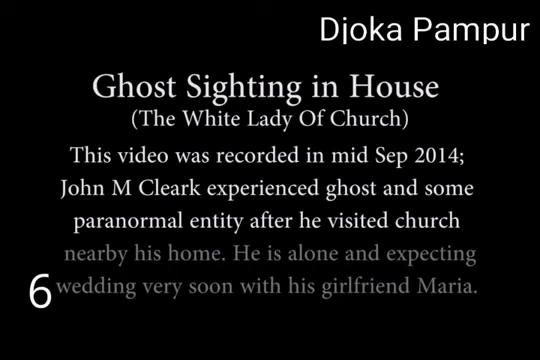 Djoka Pampur
Ghost Sighting in House
(The White Lady Of Church)
This video was recorded in mid Sep 2014;
John M Cleark experienced ghost and some
paranormal entity after he visited church
nearby his home. He is alone and expecting
wedding very soon with his girlfriend Maria.
6